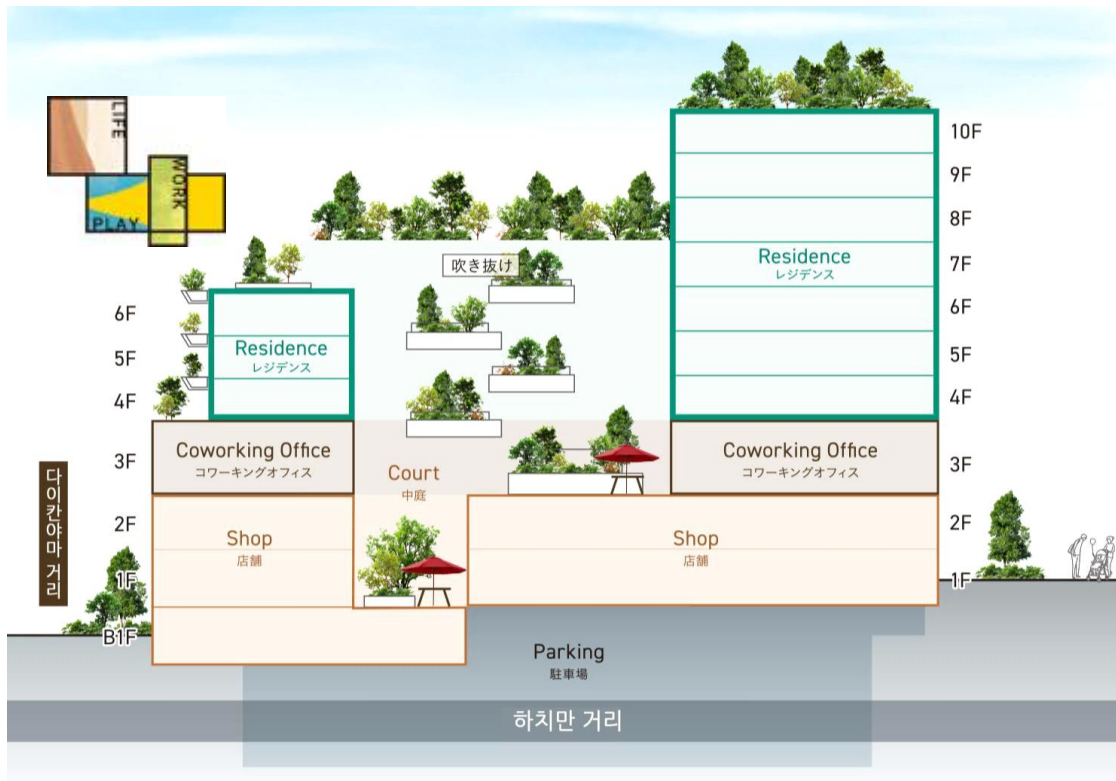 LIFE
WORK
PLAY
10F
9F
8F
7F
6F
5F
4F
3F
2F
1F
Residence
レジデンス
吹き抜け
6F
5F
4F
3F
2F
1F
B1F
Residence
レジデンス
Coworking Office
コワーキングオフィス
Court
中庭
Coworking Office
コワーキングオフィス
다이칸야마 거리
Shop
店舗
Shop
店舗
Parking
駐車場
하치만 거리